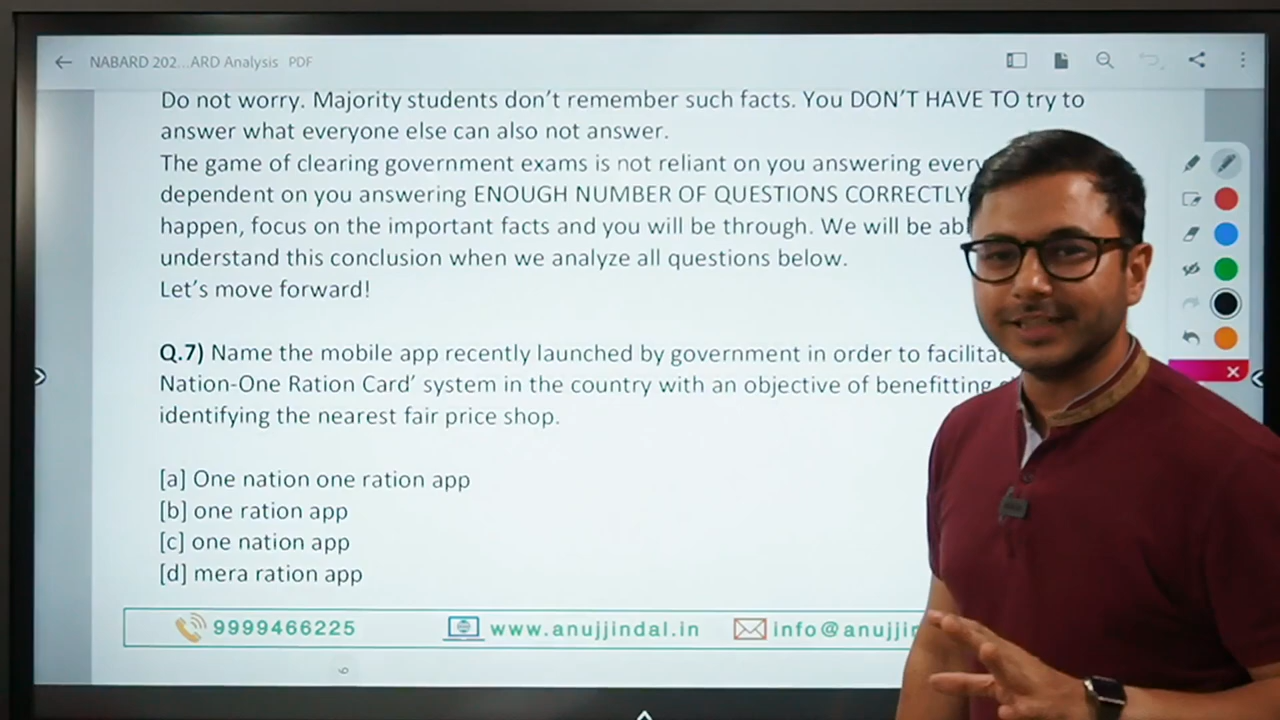 NABARD 202...ARD Analysis PDF
Do not worry. Majority students don't remember such facts. You DON'T HAVE TO try to
answer what everyone else can also not answer.
The game of clearing government exams is not reliant on you answering every
dependent on you answering ENOUGH NUMBER OF QUESTIONS CORRECTLY
happen, focus on the important facts and you will be through. We will be
understand this conclusion when we analyze all questions below.
Let's move forward!
Q.7) Name the mobile app recently launched by government in order to
Nation-One Ration Card' system in the country with an objective of benefitting
identifying the nearest fair price shop.
[a] One nation one ration app
[b] one ration app
[c] one nation app
[d] mera ration app
9999466225 www.anujjindal.in